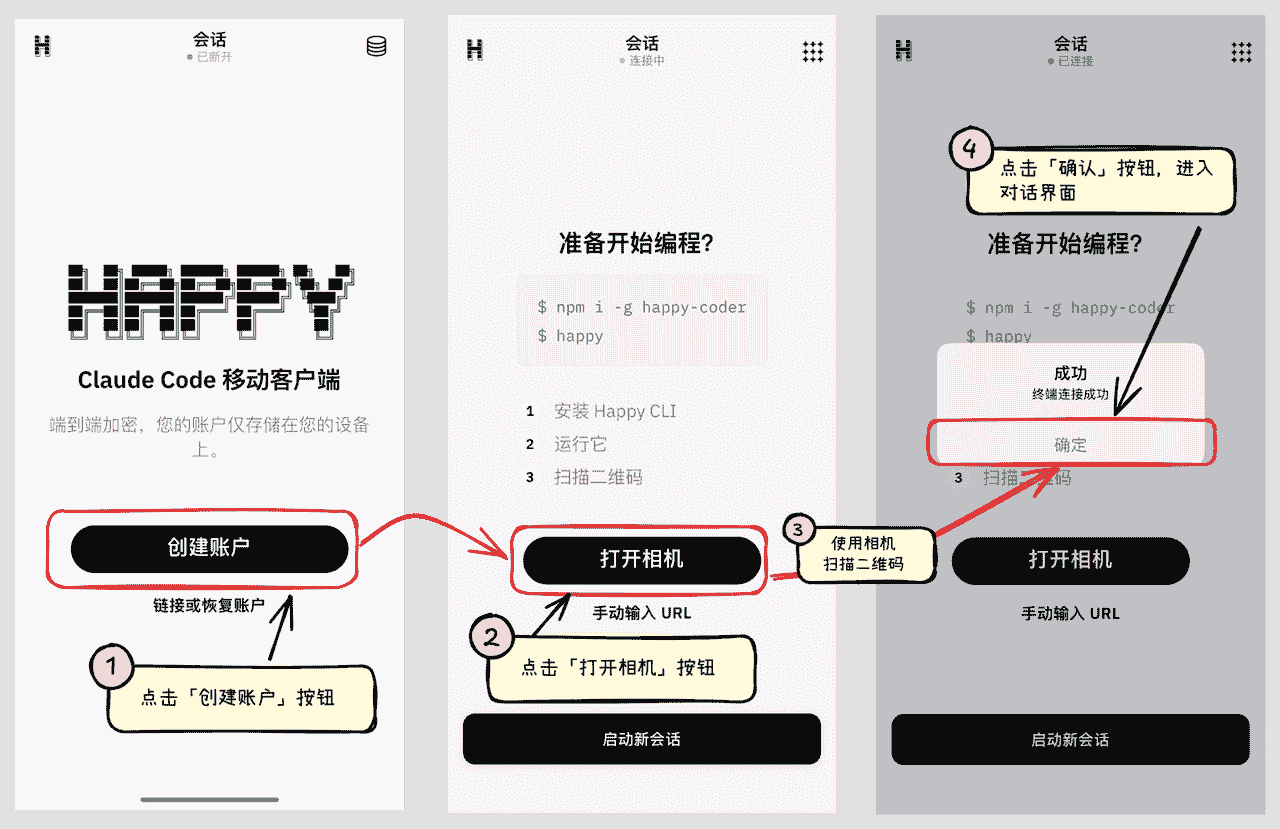 会话
已断开
HAPPY
Claude Code 移动客户端
端到端加密，您的账户仅存储在您的设备
上。
创建账户
链接或恢复账户
1
点击「创建账户」按钮
会话
连接中
准备开始编程?
$ npm i -g happy-coder
$ happy
1 安装 Happy CLI
2 运行它
3 扫描二维码
打开相机
手动输入 URL
2
点击「打开相机」按钮
启动新会话
3
使用相机
扫描二维码
会话
已连接
4
点击「确认」按钮，进入
对话界面
准备开始编程?
$ npm i -g happy-coder
$ happy
成功
终端连接成功
确定
3 扫描二维码
打开相机
手动输入 URL
启动新会话